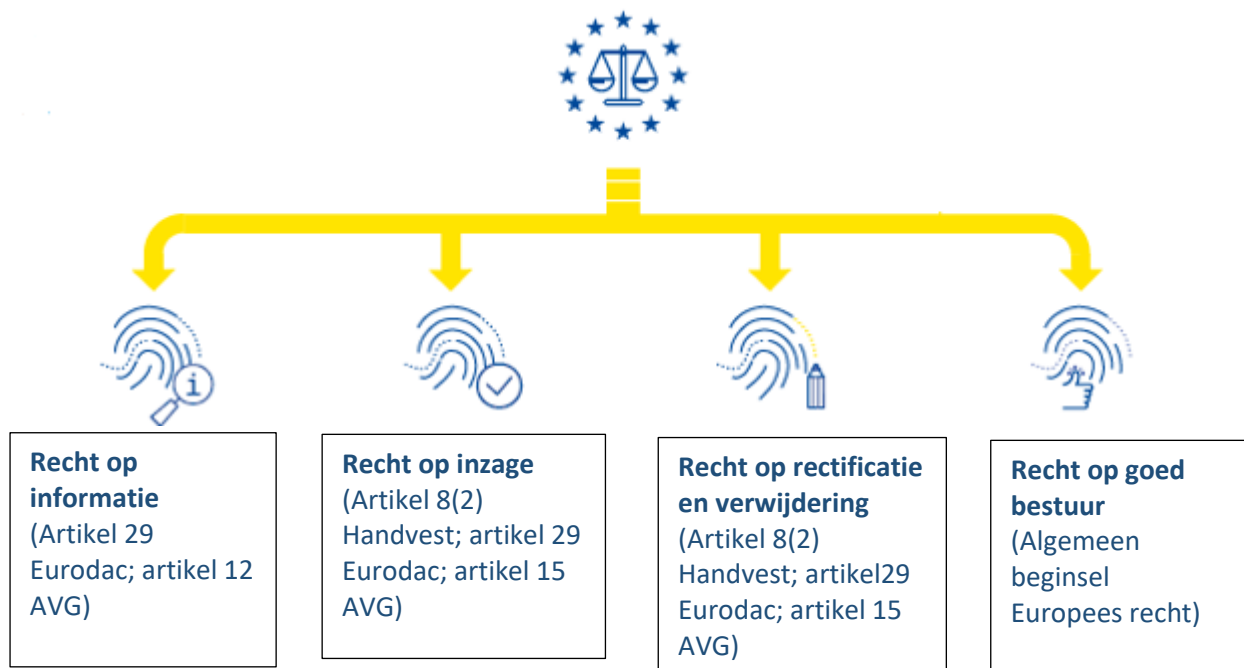 Recht op
informatie
(Artikel 29
Eurodac; artikel 12
AVG)
Recht op inzage
(Artikel 8(2)
Handvest; artikel 29
Eurodac; artikel 15
AVG)
Recht op rectificatie
en verwijdering
(Artikel 8(2)
Handvest; artikel29
Eurodac; artikel 15
AVG)
Recht op goed
bestuur
(Algemeen
beginsel
Europees recht)